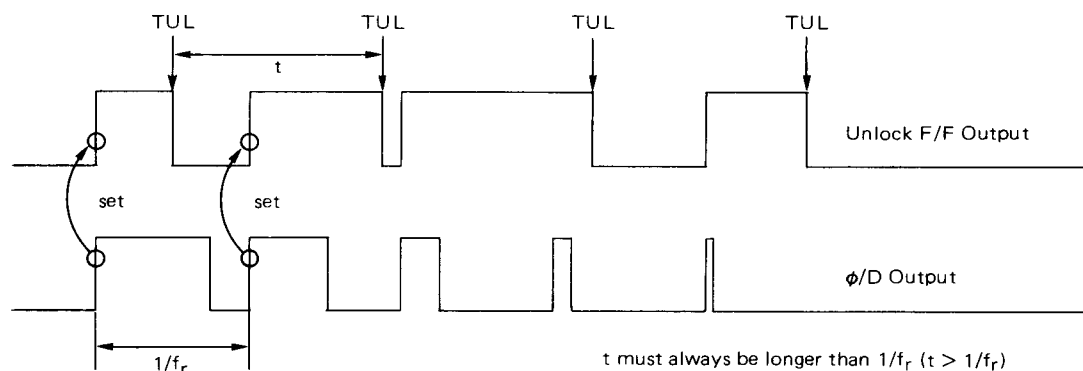 TUL TUL TUL TUL
t
Unlock F/F Output
set set
ϕ/D Output
1/fr
t must always be longer than 1/fr (t > 1/fr)